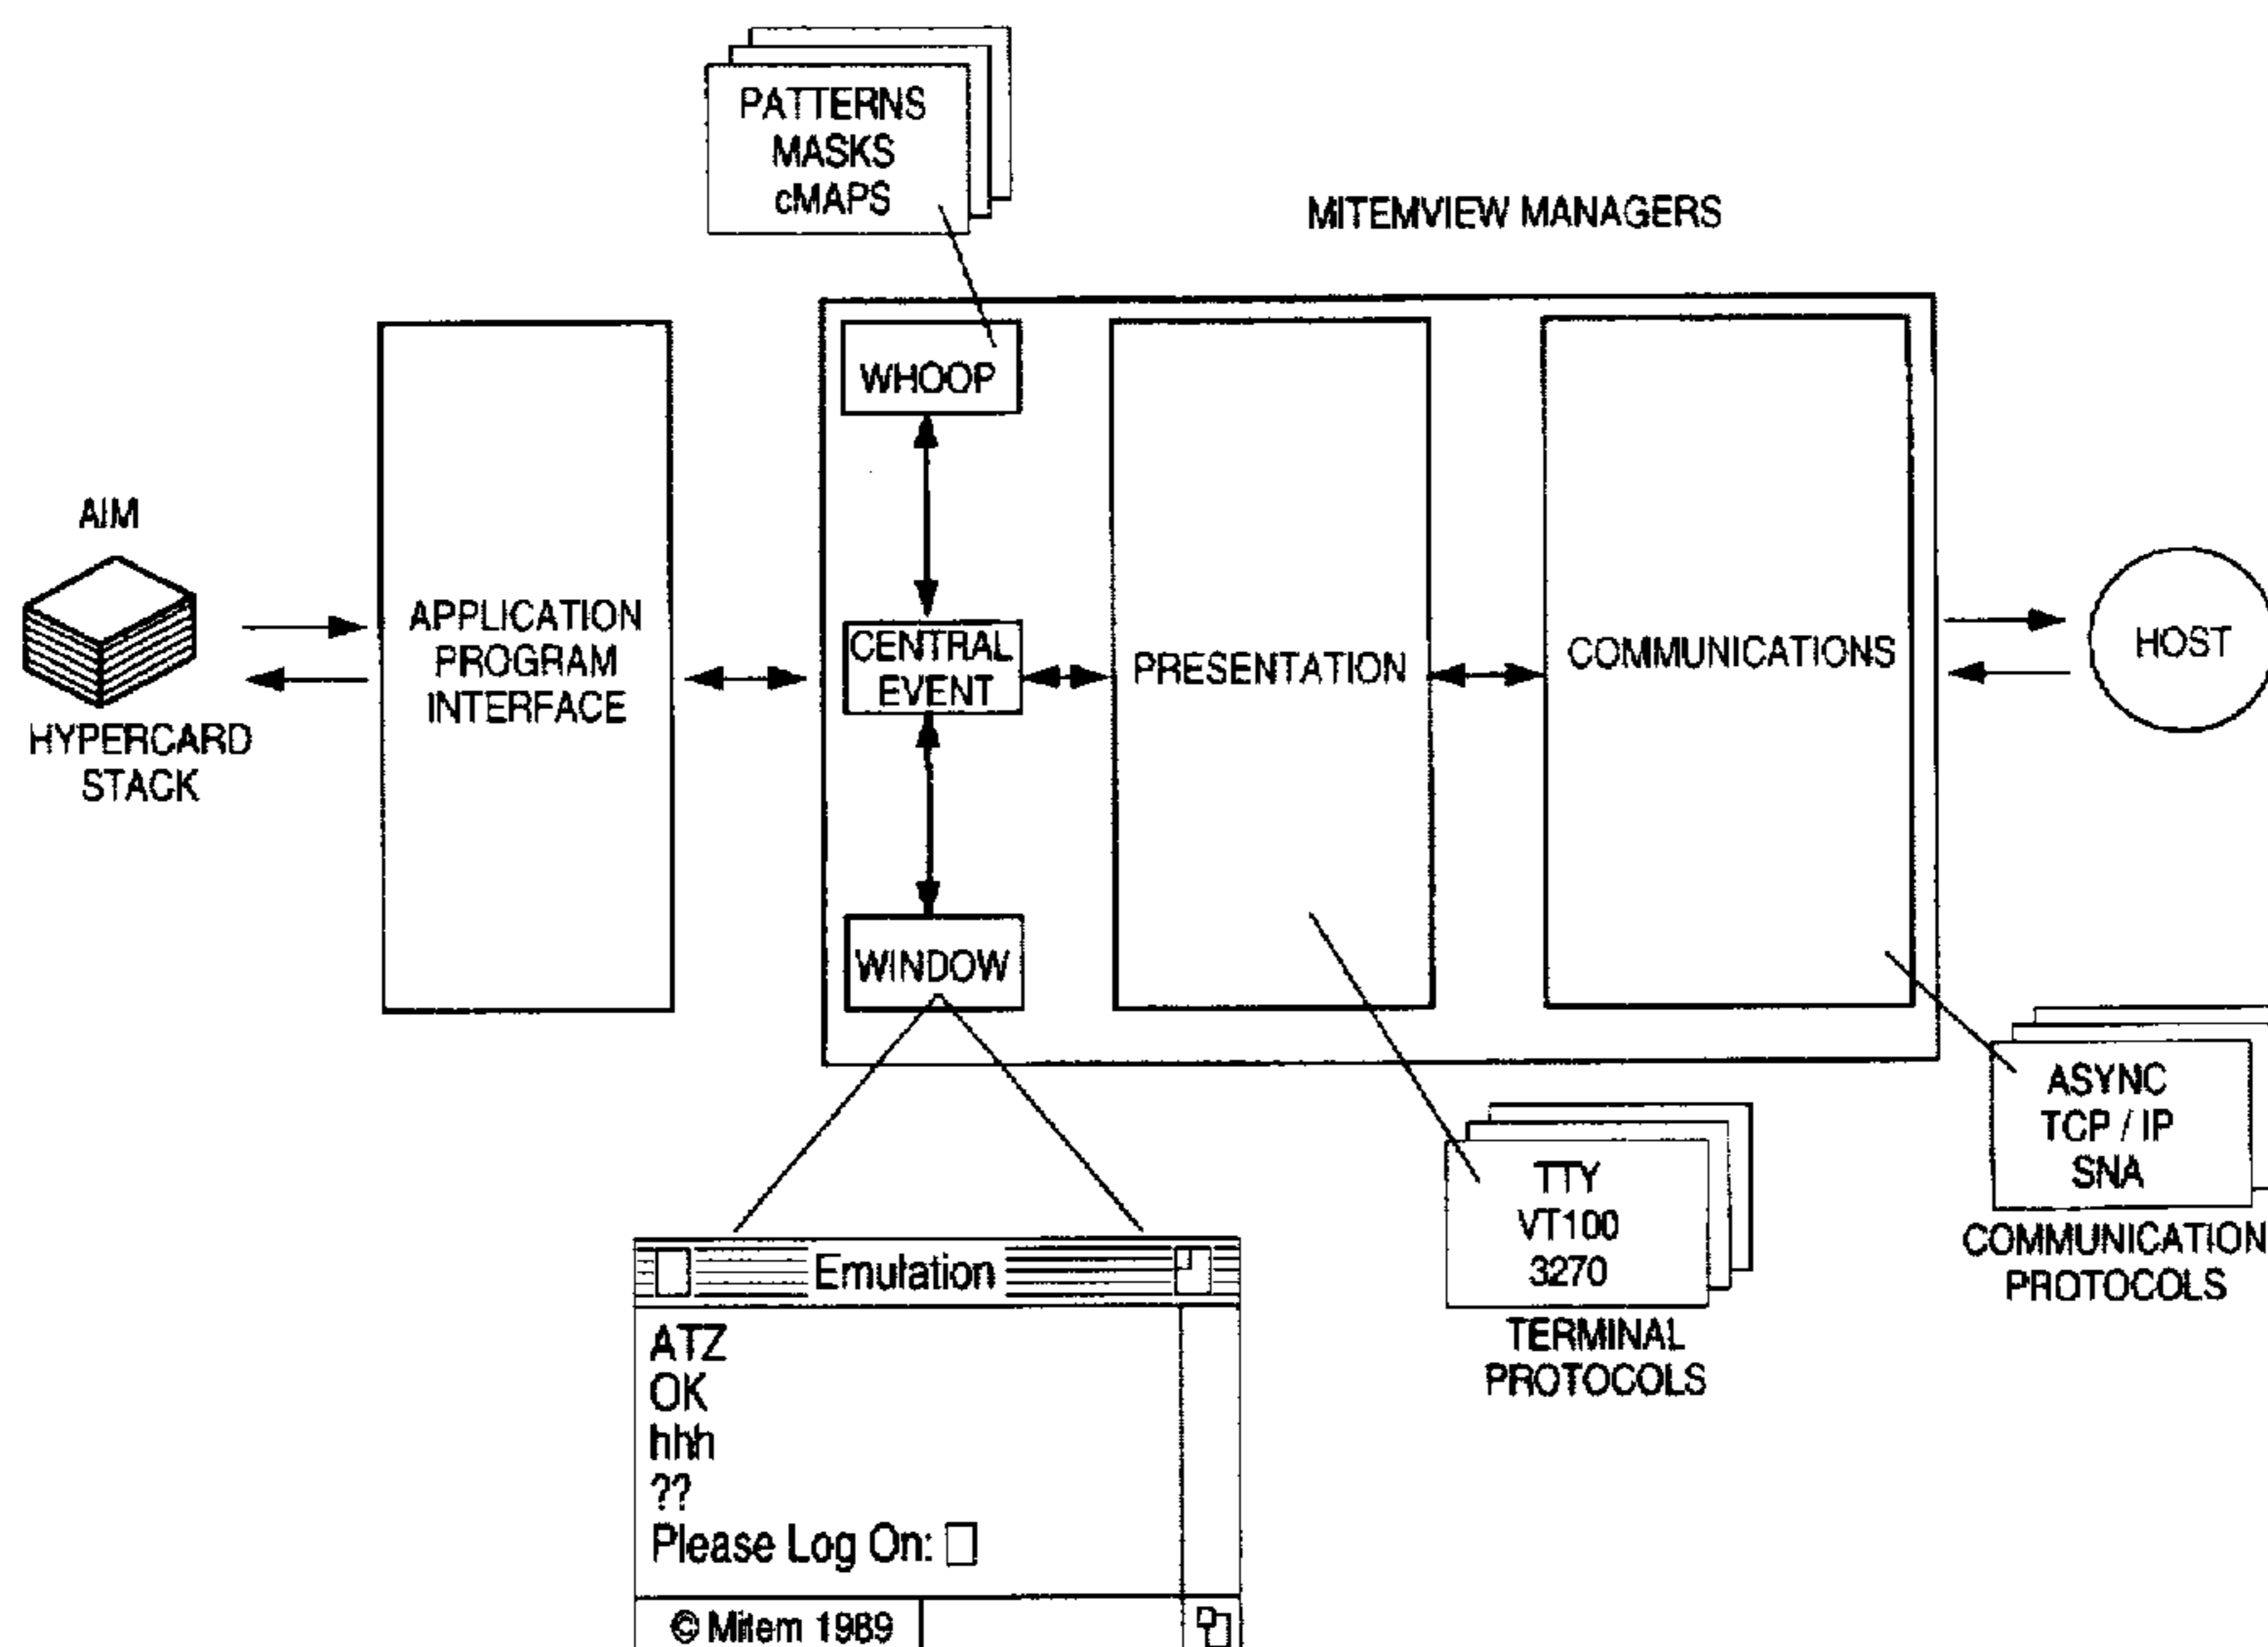 PATTERNS
MASKS
cMAPS
MITEMVIEW MANAGERS
WHOOP
AIM
HYPERCARD
STACK
APPLICATION
PROGRAM
INTERFACE
CENTRAL
EVENT
PRESENTATION
COMMUNICATIONS
HOST
WINDOW
ASYNC
TCP / IP
SNA
COMMUNICATION
PROTOCOLS
TTY
VT100
3270
TERMINAL
PROTOCOLS
Emulation
ATZ
OK
hhh
??
Please Log On:
© Mitem 1989